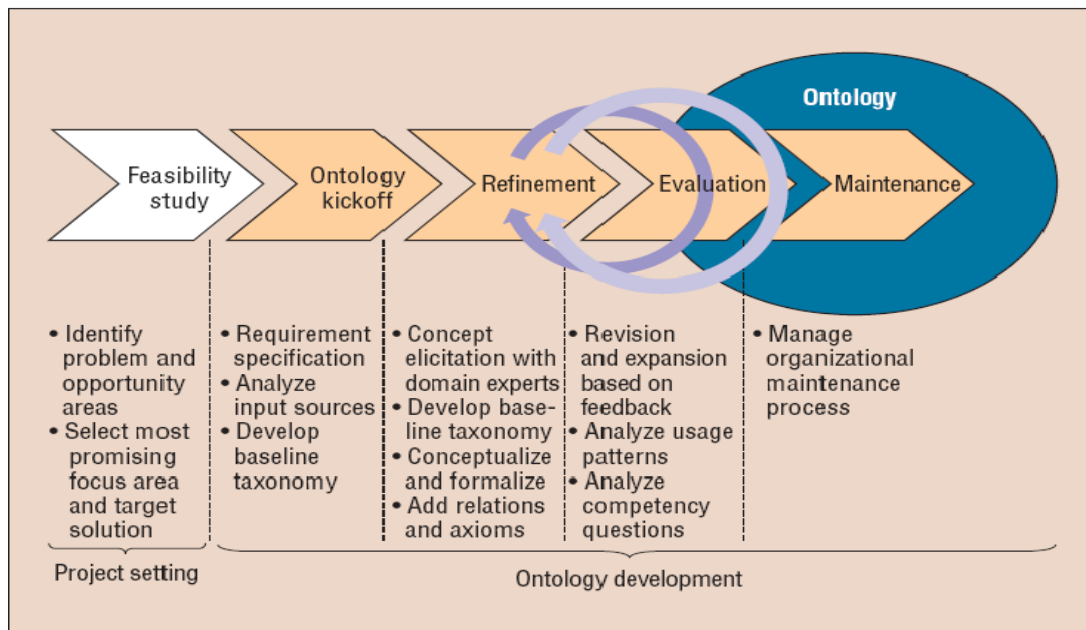 Ontology
Feasibility
study
Ontology
kickoff
Refinement
Evaluation
Maintenance
• Identify
problem and
opportunity
areas
• Select most
promising
focus area
and target
solution
• Requirement
specification
• Analyze
input sources
• Develop
baseline
taxonomy
• Concept
elicitation with
domain experts
• Develop base-
line taxonomy
• Conceptualize
and formalize
• Add relations
and axioms
• Revision
and expansion
based on
feedback
• Analyze usage
patterns
• Analyze
competency
questions
• Manage
organizational
maintenance
process
Project setting
Ontology development